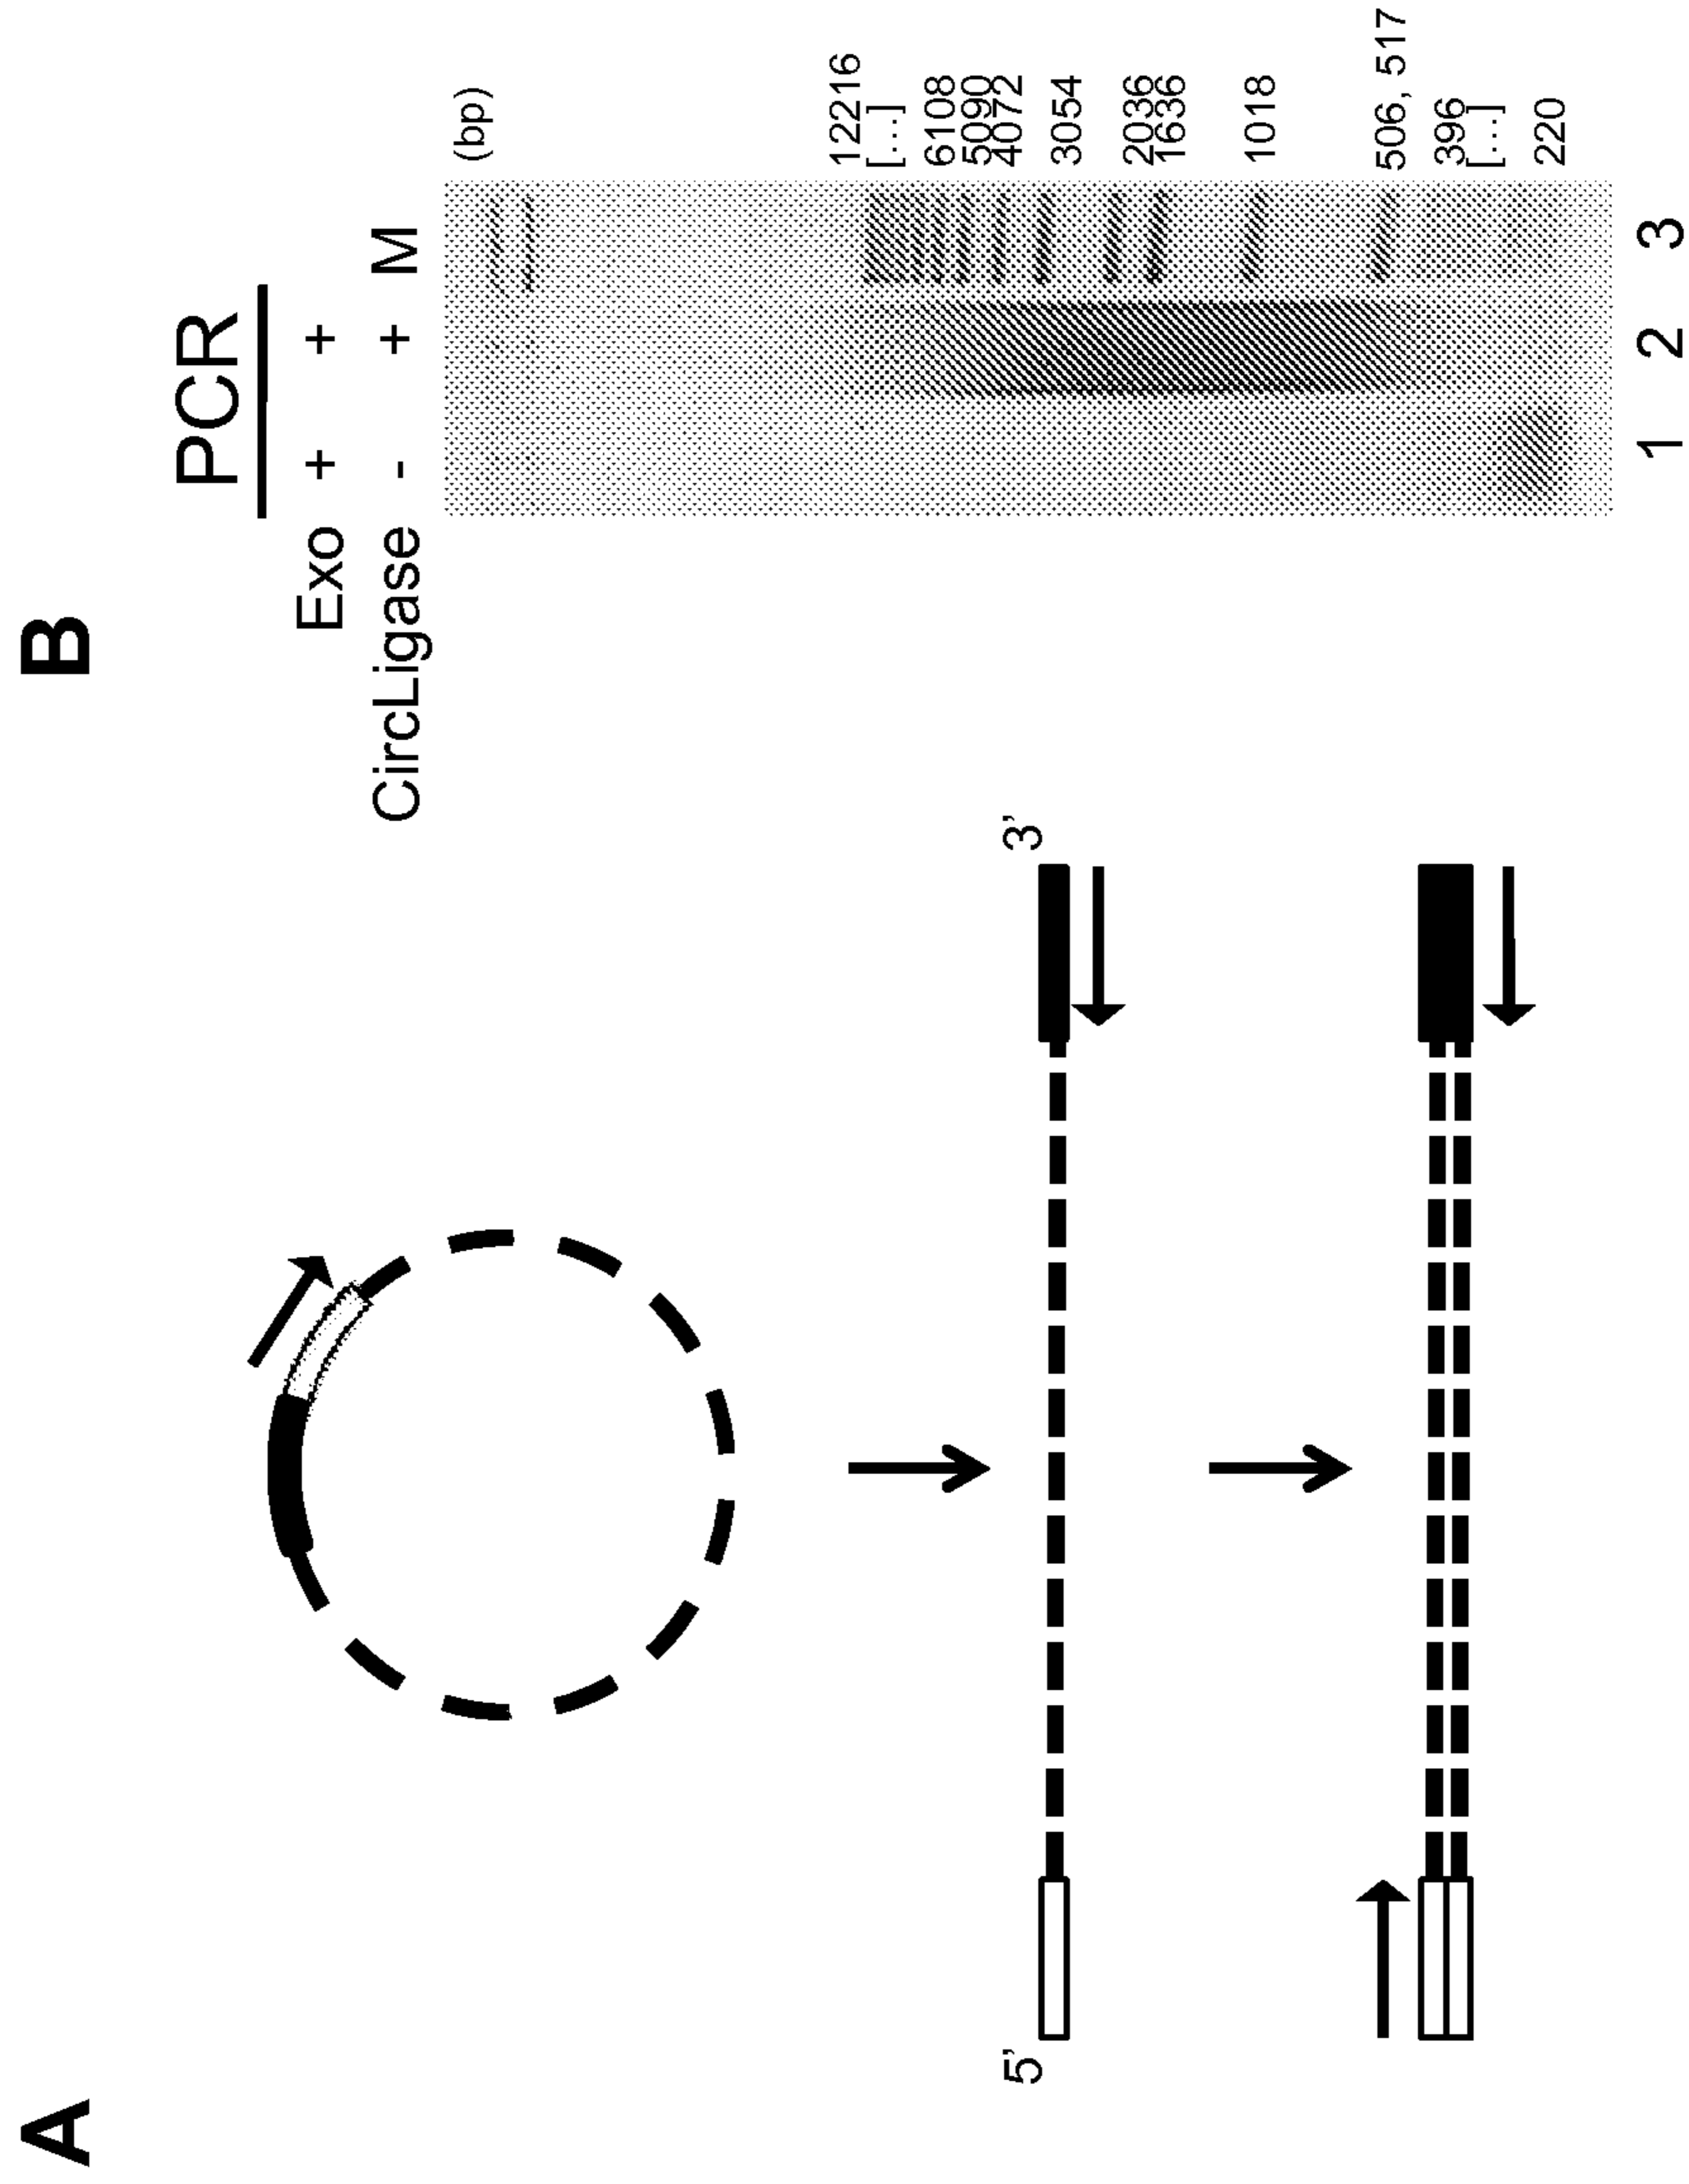 A
5'
3'
B
PCR
Exo + +
CircLigase - + M
(bp)
12216
[...]
6108
5090
4072
3054
2036
1636
1018
506, 517
396
[...]
220
1 2 3